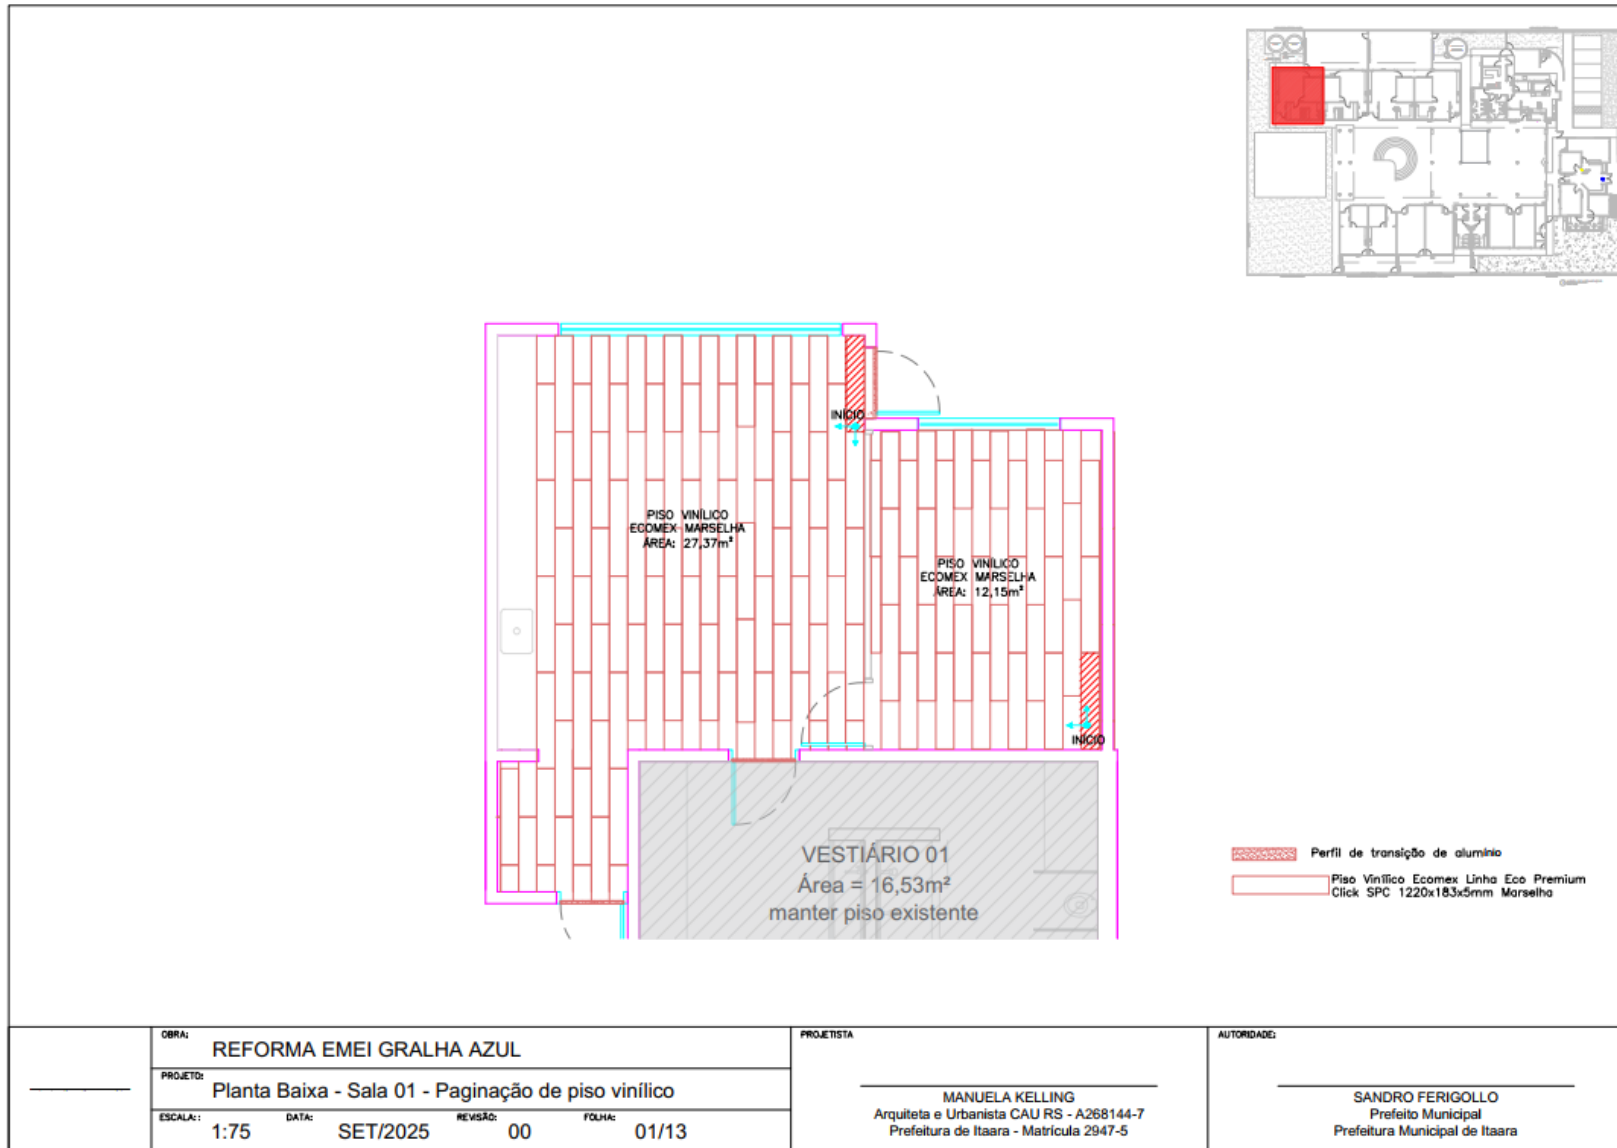 INÍCIO
PISO VINÍLICO
ECOMEX MARSELHA
ÁREA: 27,37m²
PISO VINÍLICO
ECOMEX MARSELHA
ÁREA: 12,15m²
INÍCIO
VESTIÁRIO 01
Área = 16,53m²
manter piso existente
Perfil de transição de alumínio
Piso Vinílico Ecomex Linha Eco Premium
Click SPC 1220x183x5mm Marselha
OBRA:
REFORMA EMEI GRALHA AZUL
PROJETO:
Planta Baixa - Sala 01 - Paginação de piso vinílico
ESCALA:: DATA: REVISÃO: FOLHA:
1:75 SET/2025 00 01/13
PROJETISTA
MANUELA KELLING
Arquiteta e Urbanista CAU RS - A268144-7
Prefeitura de Itaara - Matrícula 2947-5
AUTORIDADE:
SANDRO FERIGOLLO
Prefeito Municipal
Prefeitura Municipal de Itaara